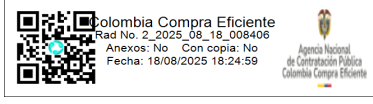 Colombia Compra Eficiente
Rad No. 2_2025_08_18_008406
Anexos: No Con copia: No
Fecha: 18/08/2025 18:24:59
Agencia Nacional
de Contratación Pública
Colombia Compra Eficiente